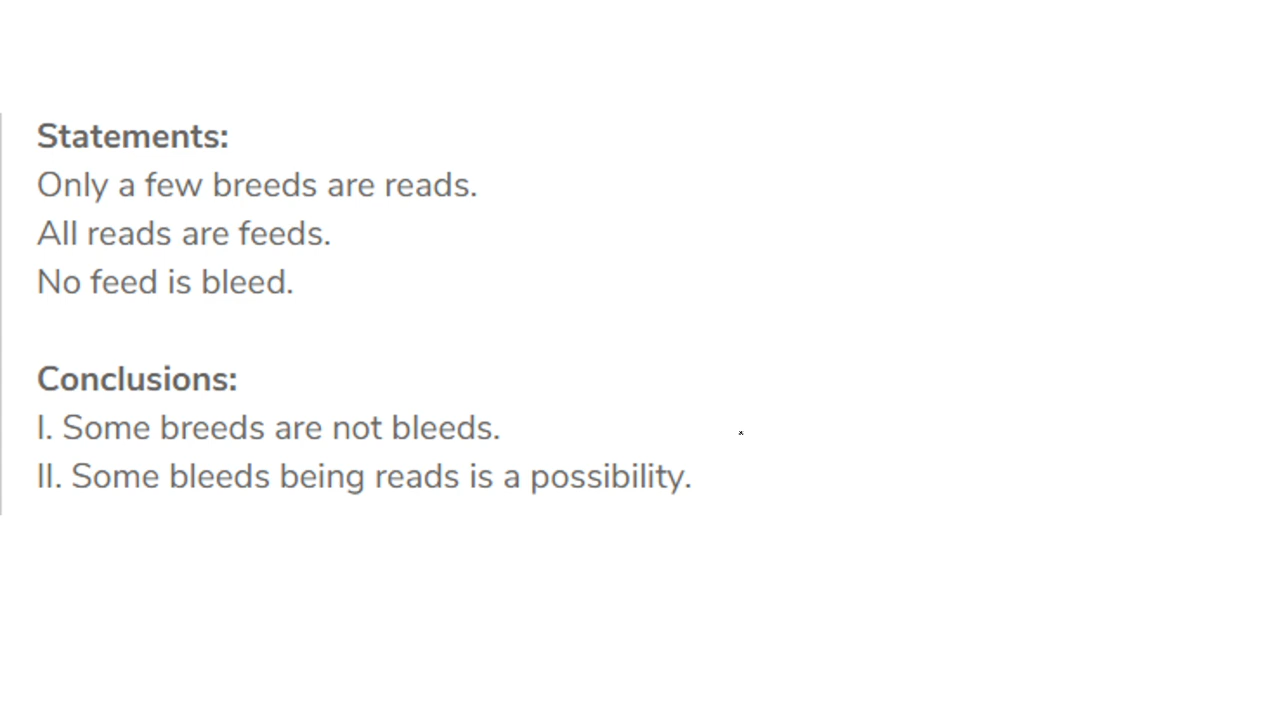 Statements:
Only a few breeds are reads.
All reads are feeds.
No feed is bleed.
Conclusions:
I. Some breeds are not bleeds.
II. Some bleeds being reads is a possibility.